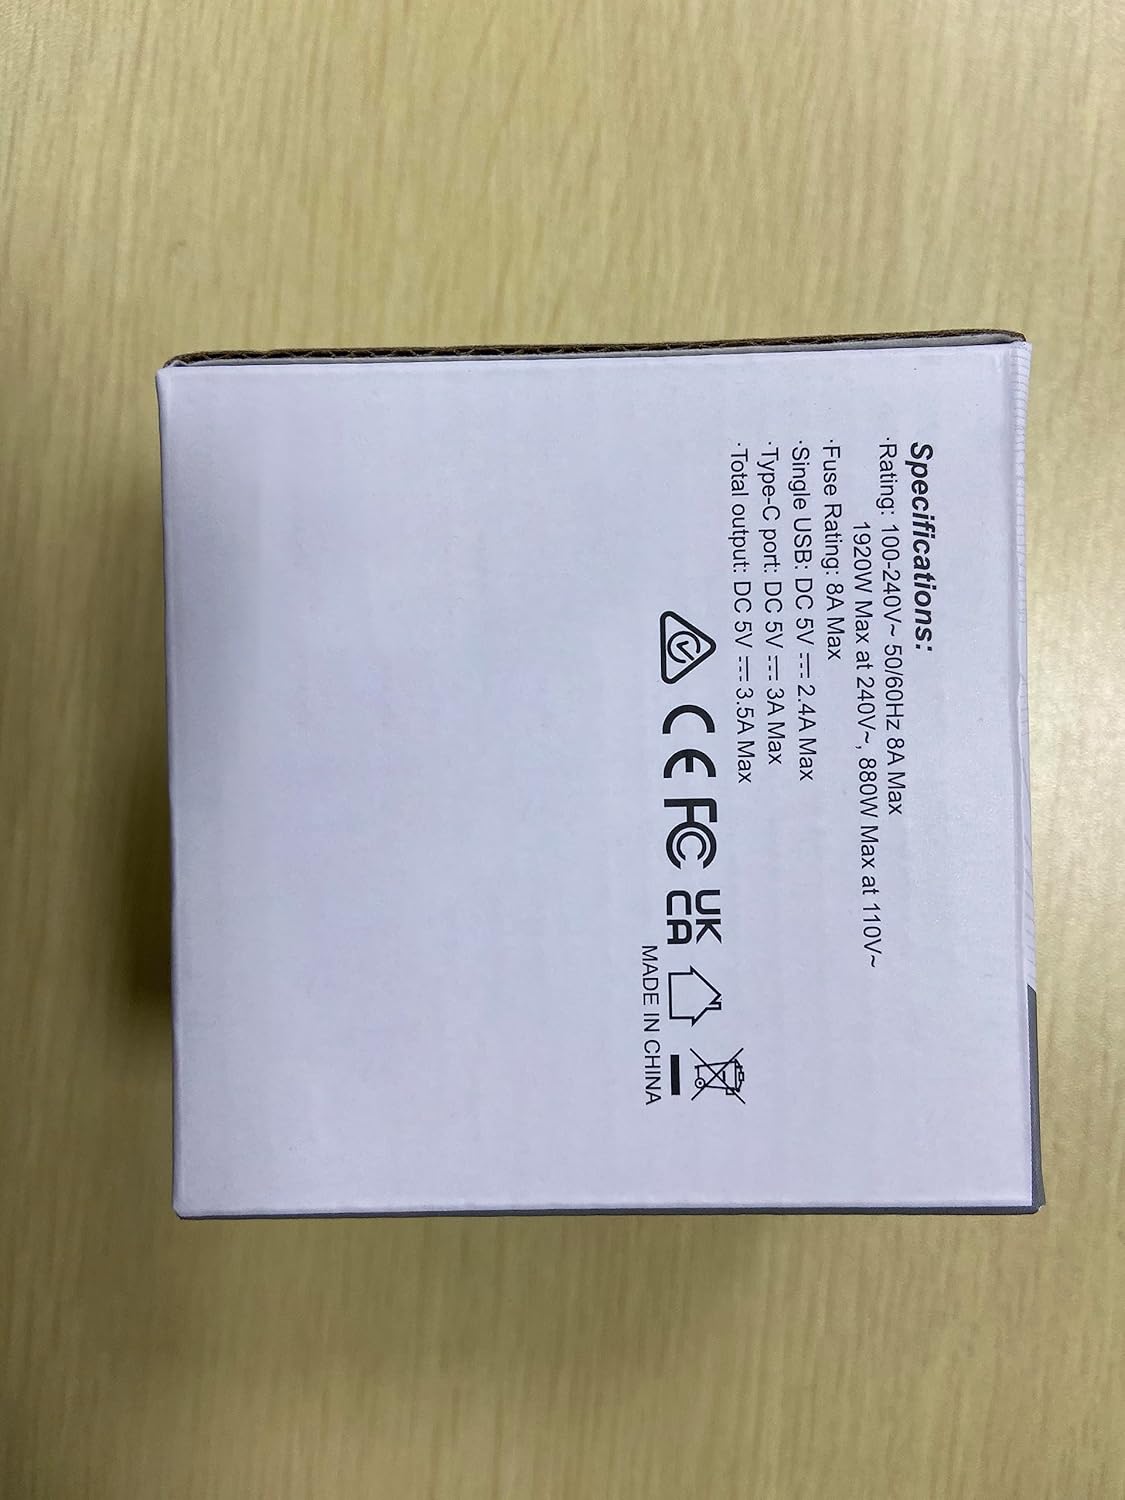 Specifications:
·Rating: 100-240V~ 50/60Hz 8A Max
1920W Max at 240V~, 880W Max at 110V~
·Fuse Rating: 8A Max
·Single USB: DC 5V ⎓ 2.4A Max
·Type-C port: DC 5V ⎓ 3A Max
·Total output: DC 5V ⎓ 3.5A Max
CE FC UK
CA
MADE IN CHINA